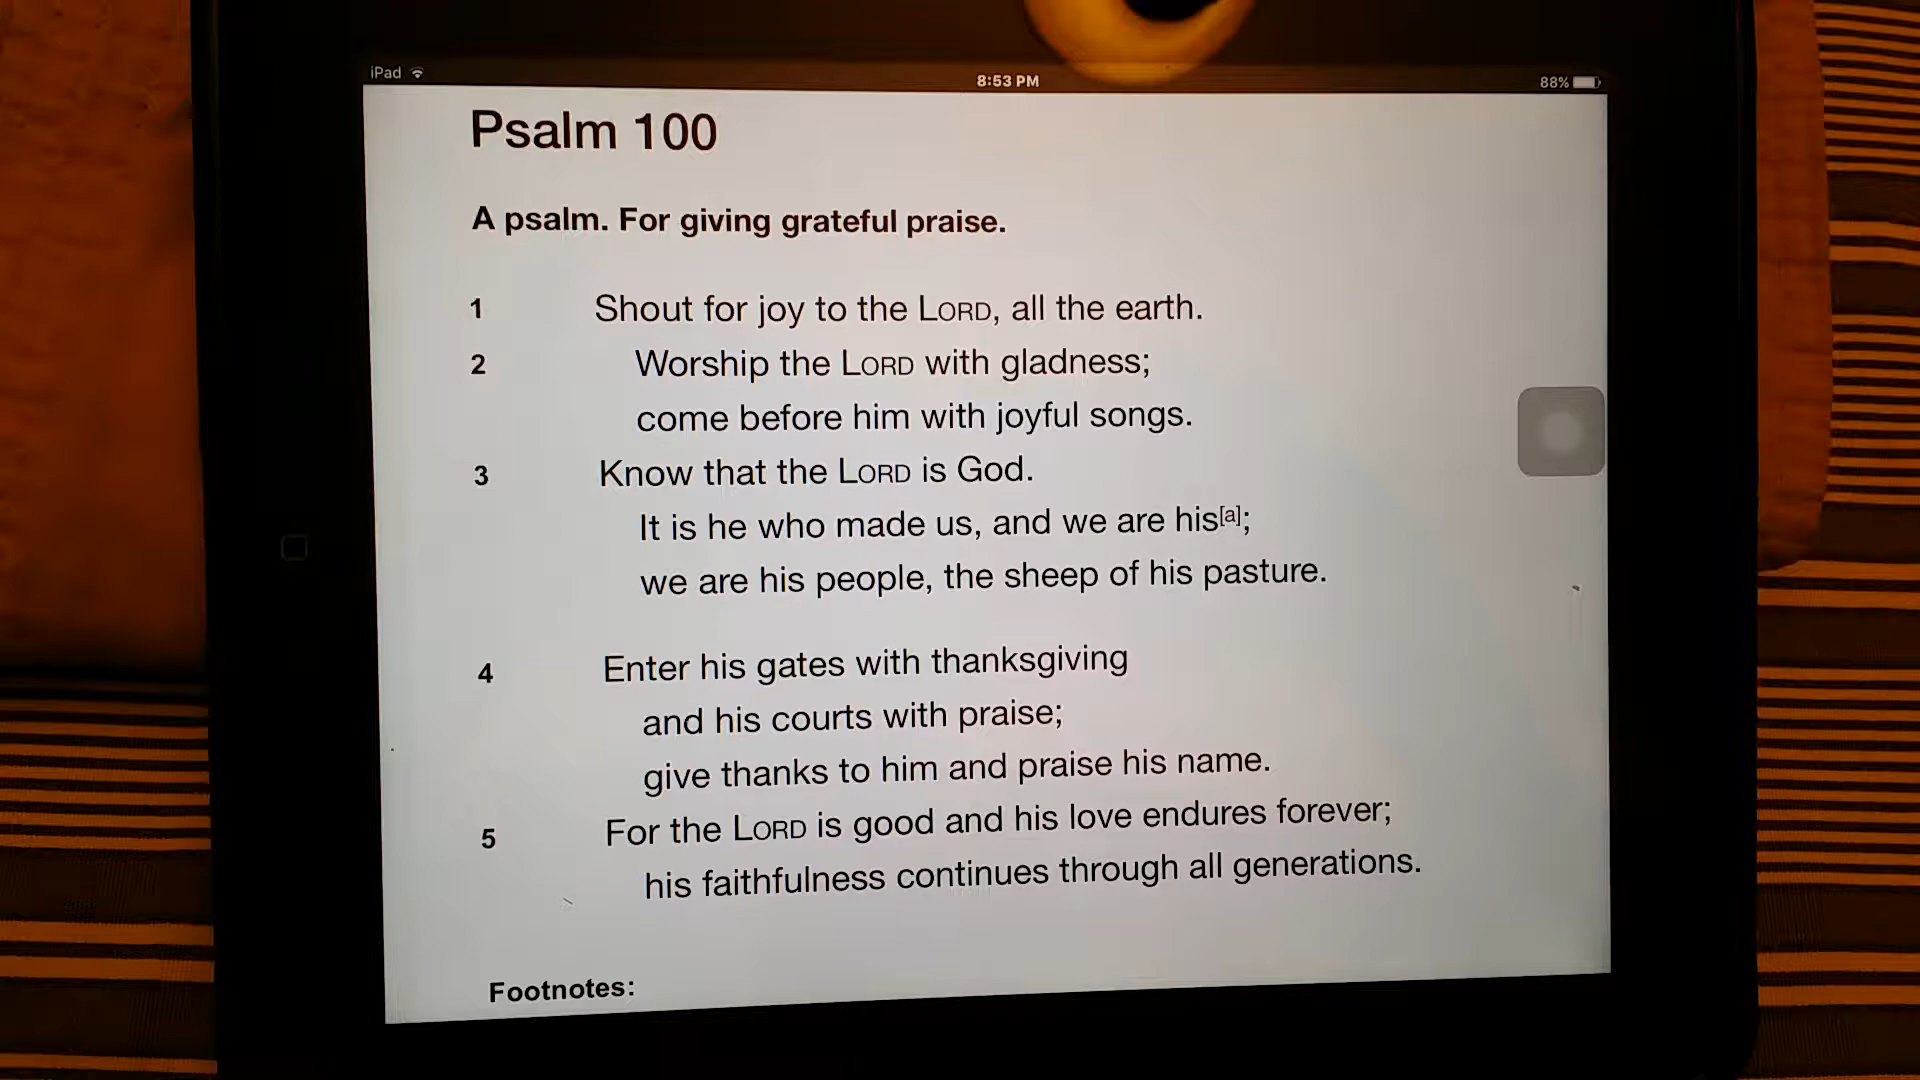 iPad
8:53 PM
88%
Psalm 100
A psalm. For giving grateful praise.
1 Shout for joy to the LORD, all the earth.
2 Worship the LORD with gladness;
come before him with joyful songs.
3 Know that the LORD is God.
It is he who made us, and we are his[a];
we are his people, the sheep of his pasture.
4 Enter his gates with thanksgiving
and his courts with praise;
give thanks to him and praise his name.
5 For the LORD is good and his love endures forever;
his faithfulness continues through all generations.
Footnotes: